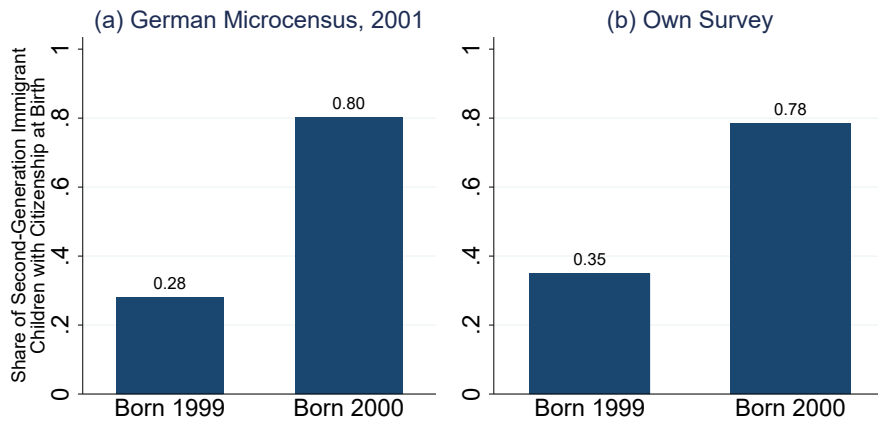 (a) German Microcensus, 2001
Share of Second-Generation Immigrant
Children with Citizenship at Birth
1
.8
.6
.4
.2
0
0.28
0.80
Born 1999
Born 2000
(b) Own Survey
1
.8
.6
.4
.2
0
0.35
0.78
Born 1999
Born 2000